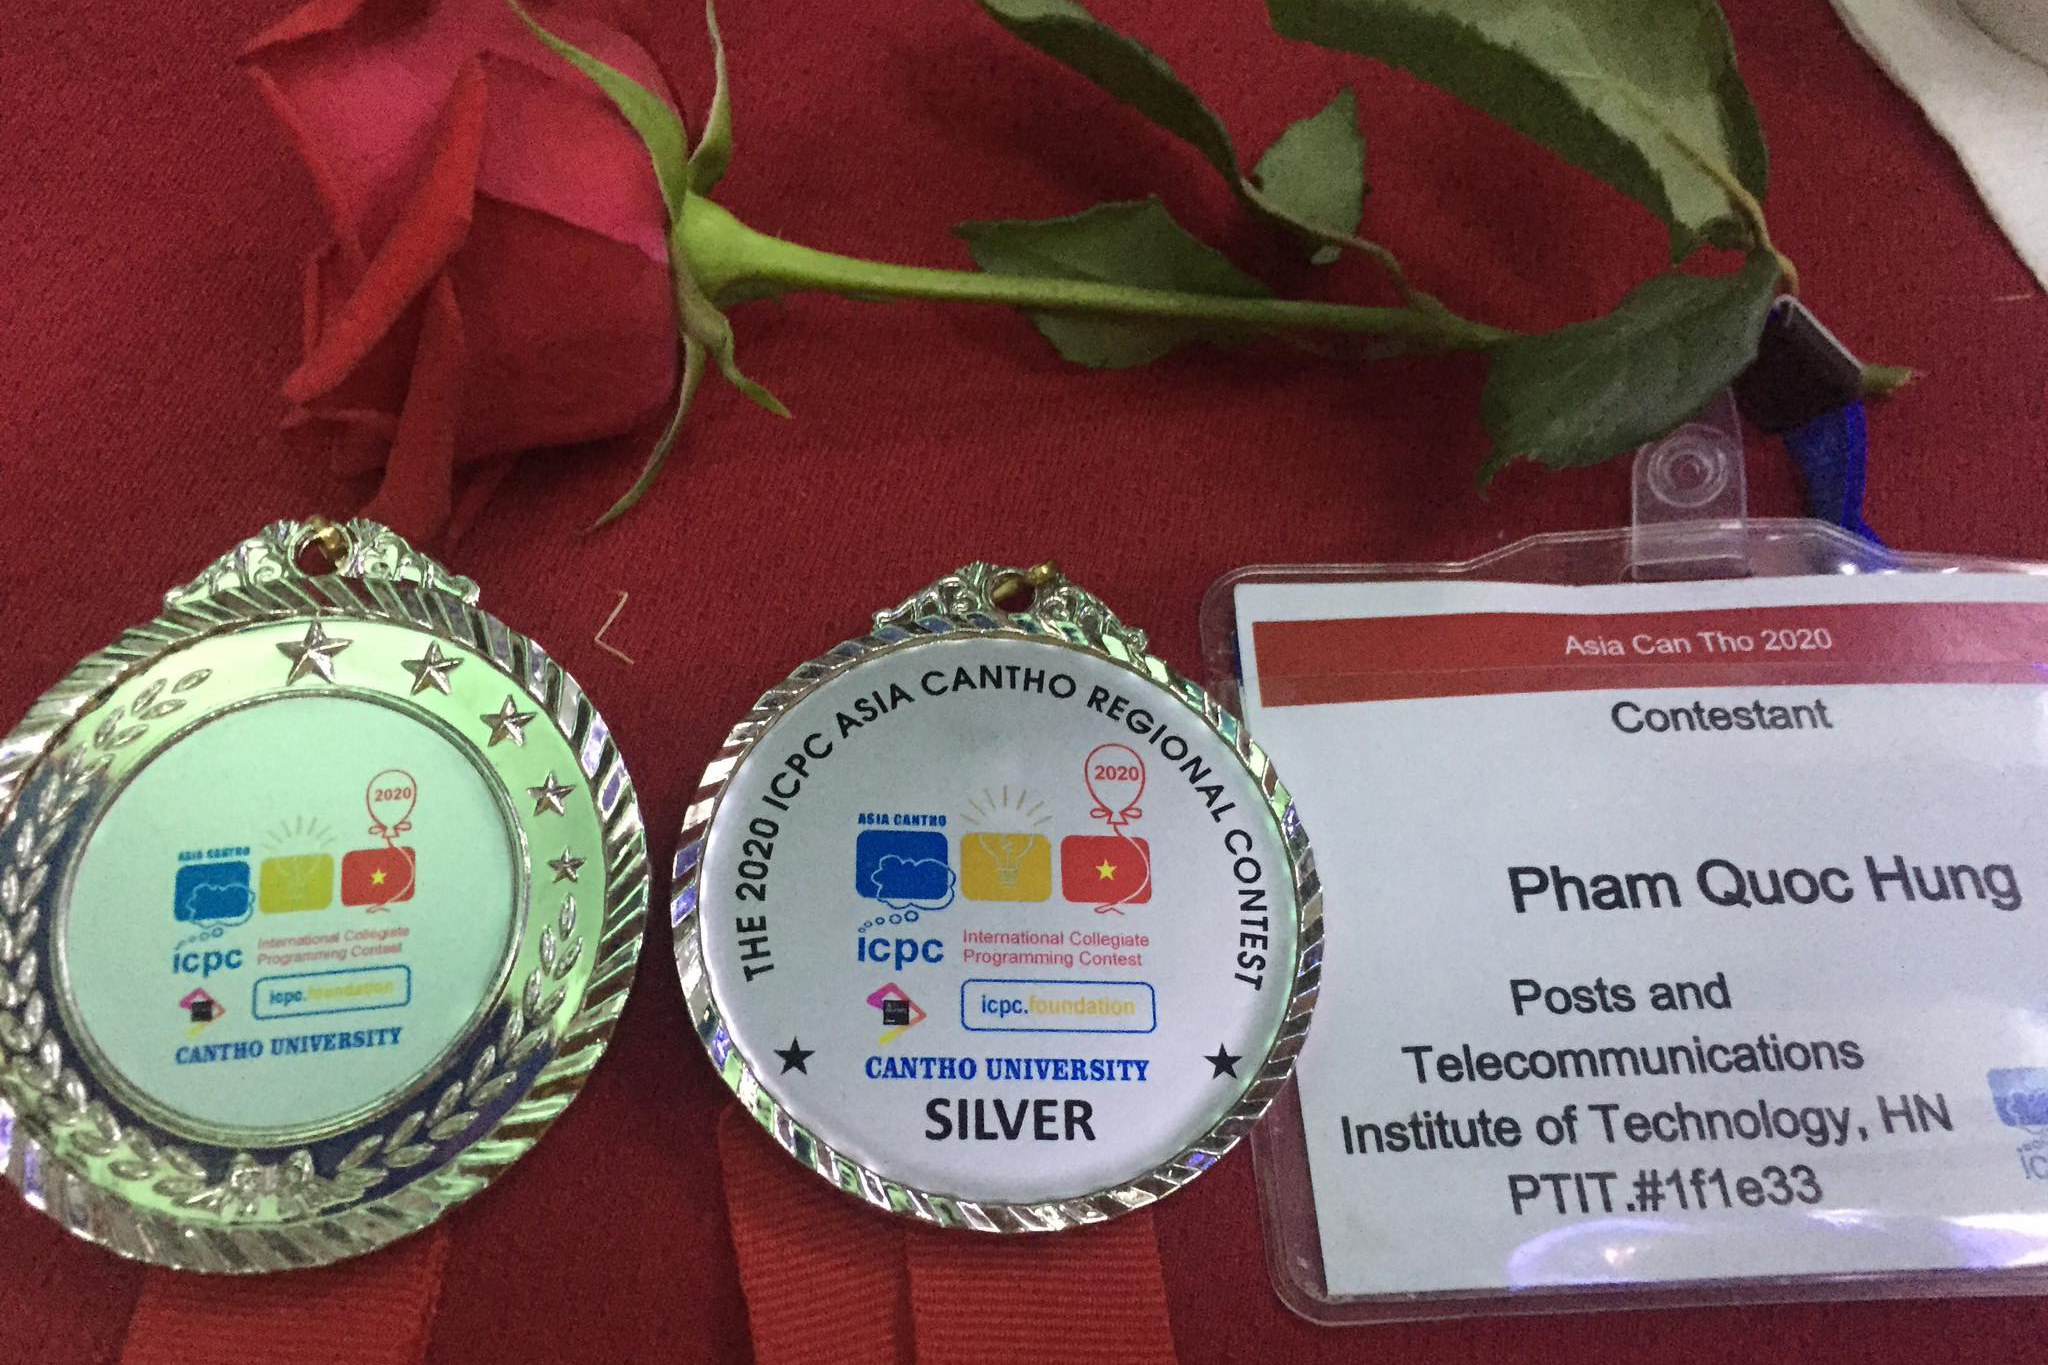 2020
ASIA CANTHO
icpc
International Collegiate
Programming Contest
icpc.foundation
CANTHO UNIVERSITY
THE 2020 ICPC ASIA CANTHO REGIONAL CONTEST
2020
ASIA CANTHO
icpc
International Collegiate
Programming Contest
icpc.foundation
CANTHO UNIVERSITY
SILVER
Asia Can Tho 2020
Contestant
Pham Quoc Hung
Posts and
Telecommunications
Institute of Technology, HN
PTIT.#1f1e33